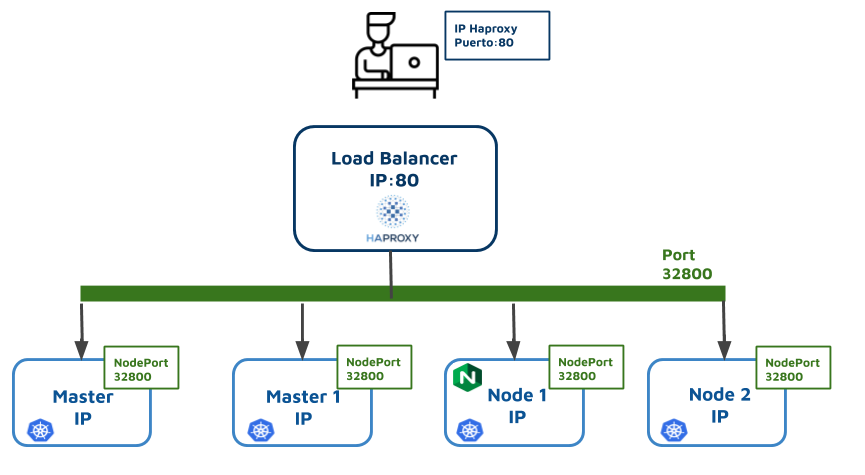 IP Haproxy
Puerto:80
Load Balancer
IP:80
HAPROXY
Port
32800
NodePort
32800
Master
IP
NodePort
32800
Master 1
IP
NodePort
32800
N
Node 1
IP
NodePort
32800
Node 2
IP